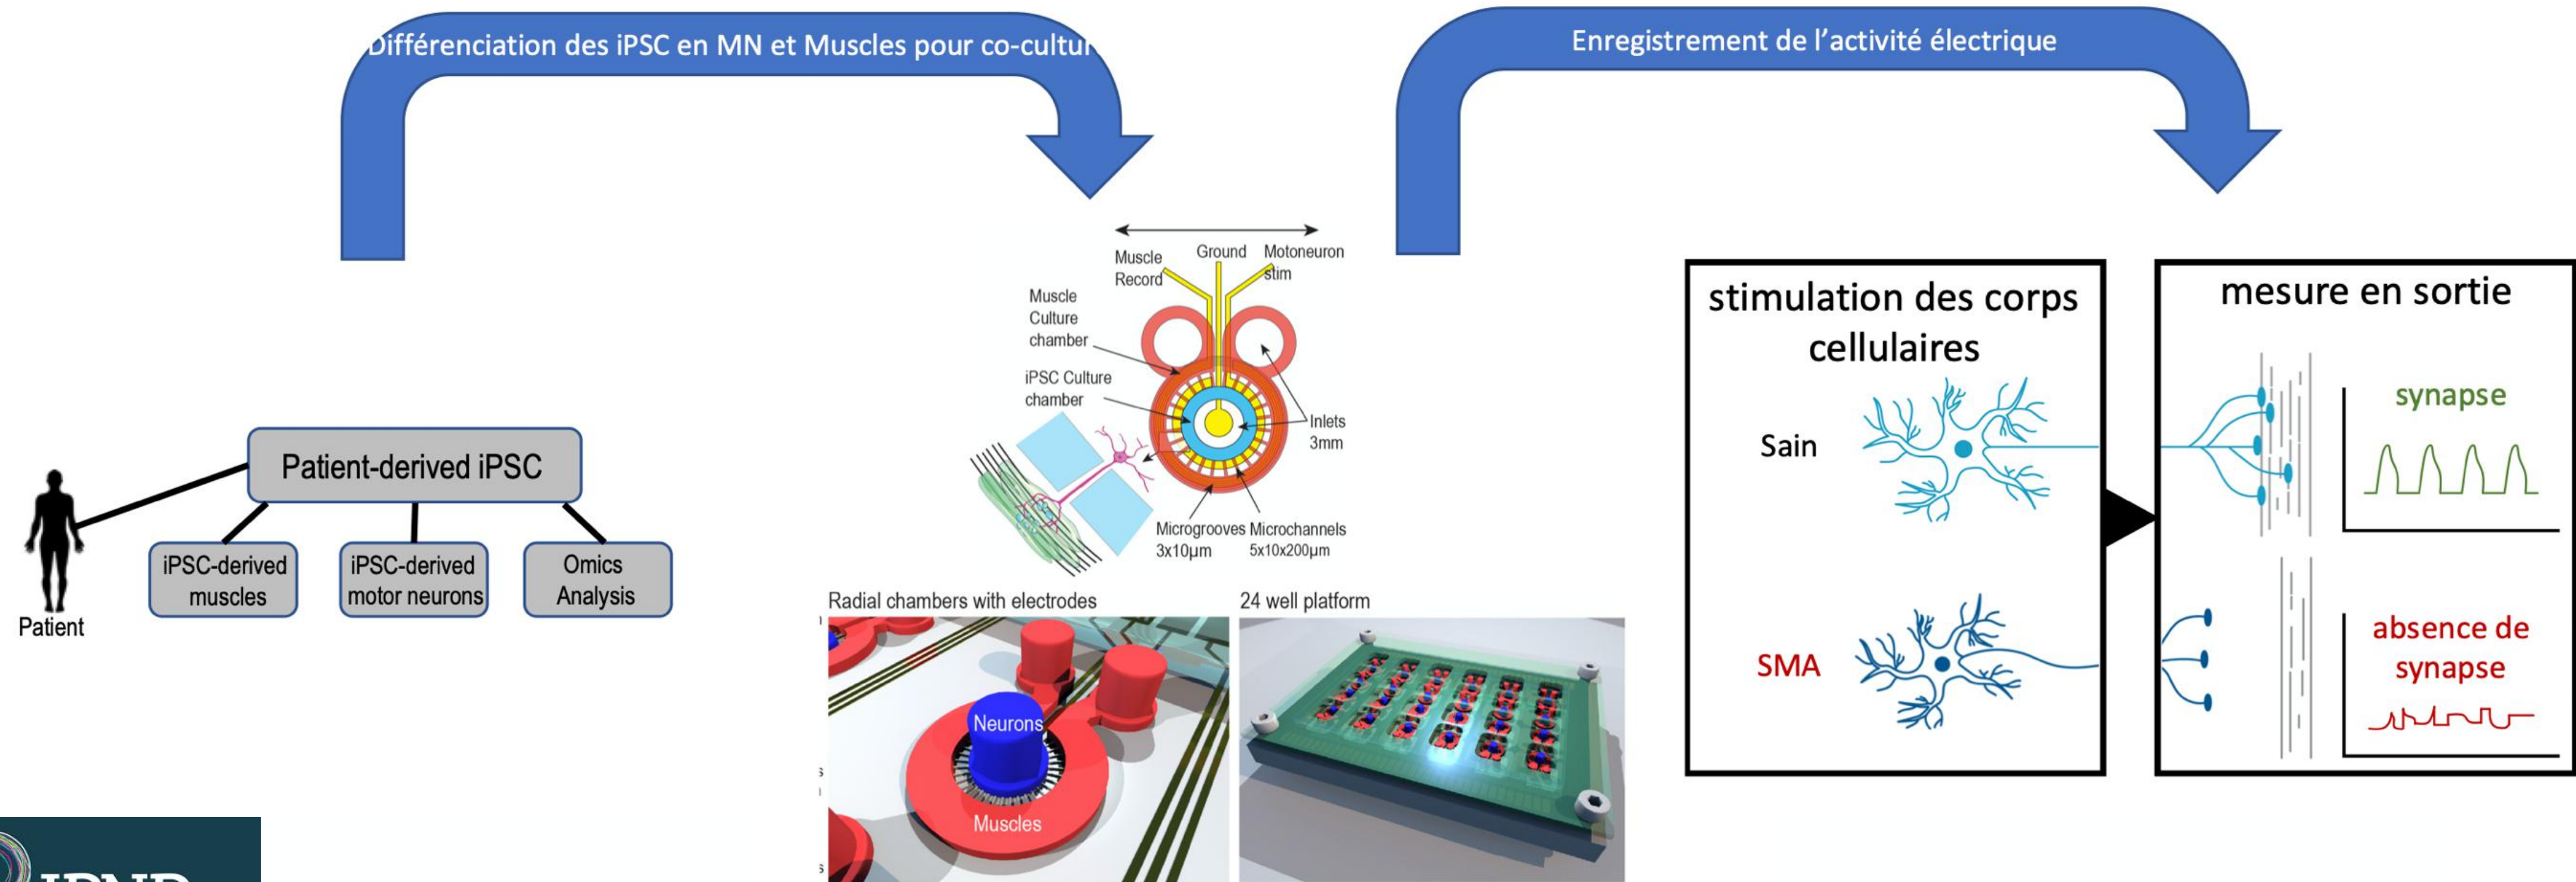 Différenciation des iPSC en MN et Muscles pour co-cultur
Enregistrement de l'activité électrique
Patient-derived iPSC
iPSC-derived
muscles
iPSC-derived
motor neurons
Omics
Analysis
Patient
Muscle
Record
Ground
Motoneuron
stim
Muscle
Culture
chamber
iPSC Culture
chamber
Inlets
3mm
Microgrooves
3x10µm
Microchannels
5x10x200µm
Radial chambers with electrodes
Neurons
Muscles
24 well platform
stimulation des corps
cellulaires
Sain
SMA
mesure en sortie
synapse
absence de
synapse